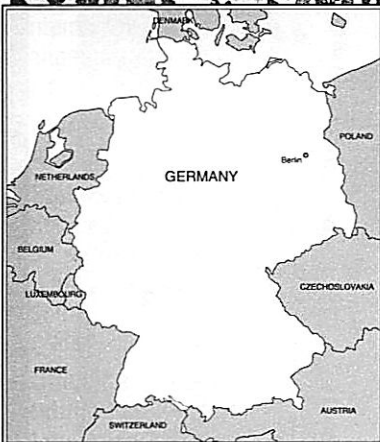 DENMARK
POLAND
Berlin
GERMANY
NETHERLANDS
BELGIUM
CZECHOSLOVAKIA
LUXEMBOURG
FRANCE
AUSTRIA
SWITZERLAND